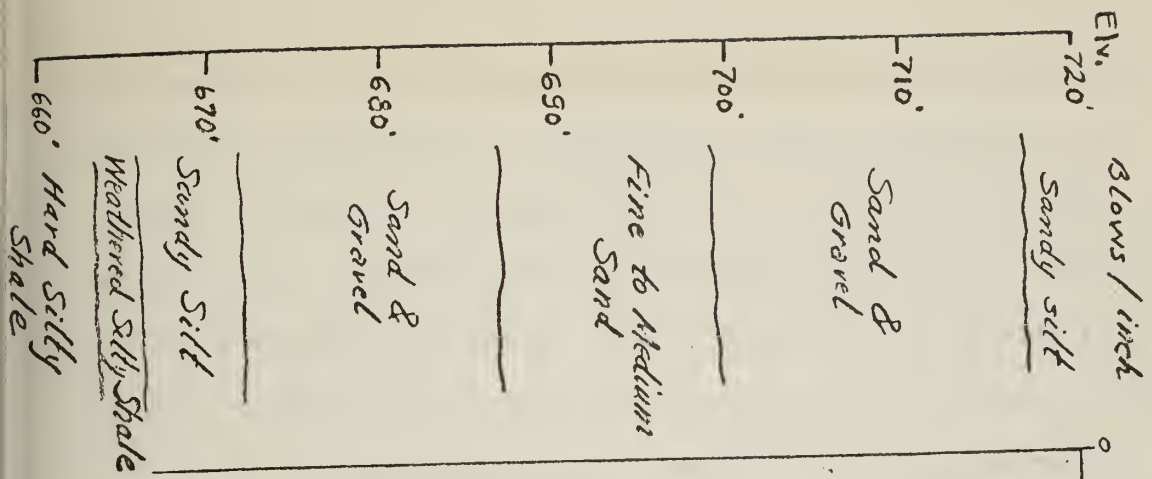 Elv.
Blows / inch
0
720'
Sandy silt
710'
Sand &
Gravel
700'
Fine to Medium
Sand
690'
Sand &
Gravel
680'
670'
Sandy Silt
Weathered Silty Shale
660'
Hard Silty
Shale